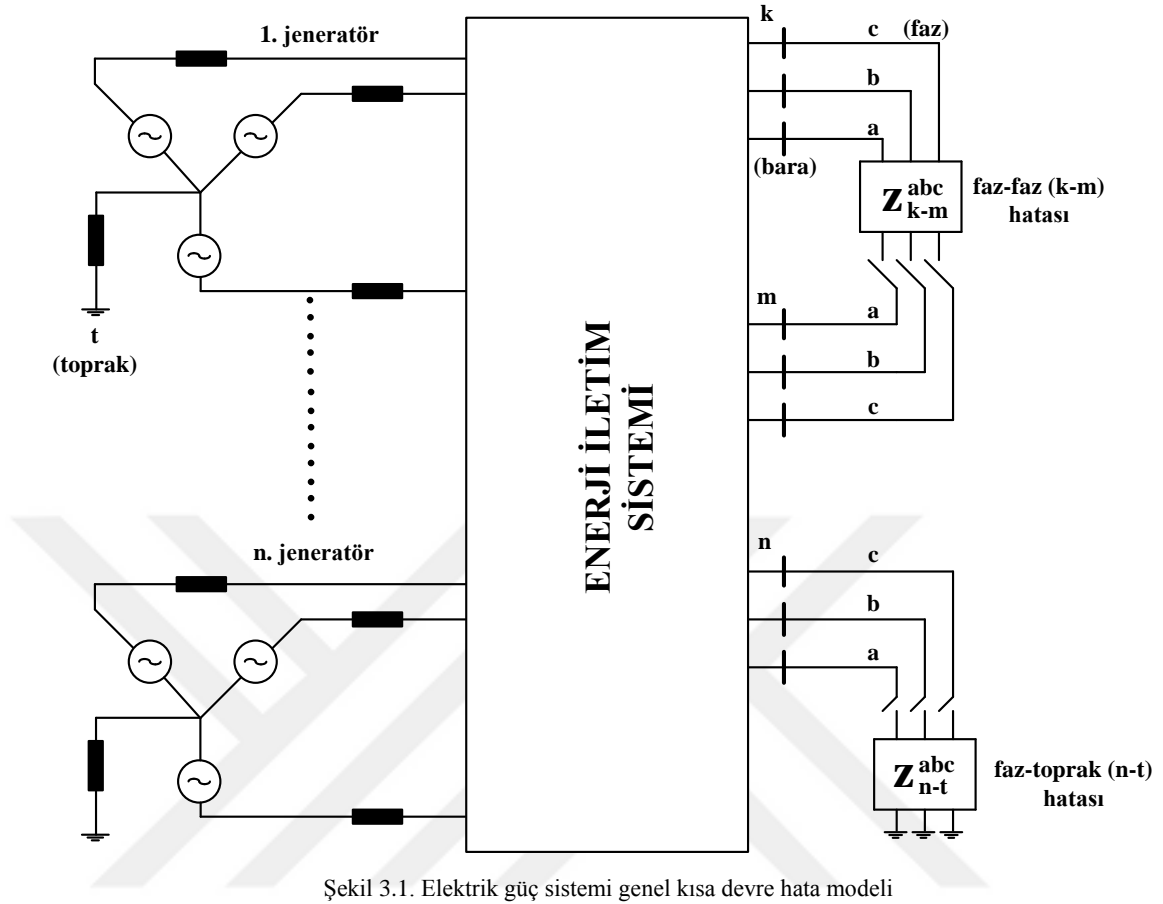 1. jeneratör
k
c (faz)
b
a
(bara)
Z abc k-m
faz-faz (k-m)
hatası
t
(toprak)
m
a
b
c
ENERJİ İLETİM
SİSTEMİ
n. jeneratör
n
c
b
a
Z abc n-t
faz-toprak (n-t)
hatası
Şekil 3.1. Elektrik güç sistemi genel kısa devre hata modeli